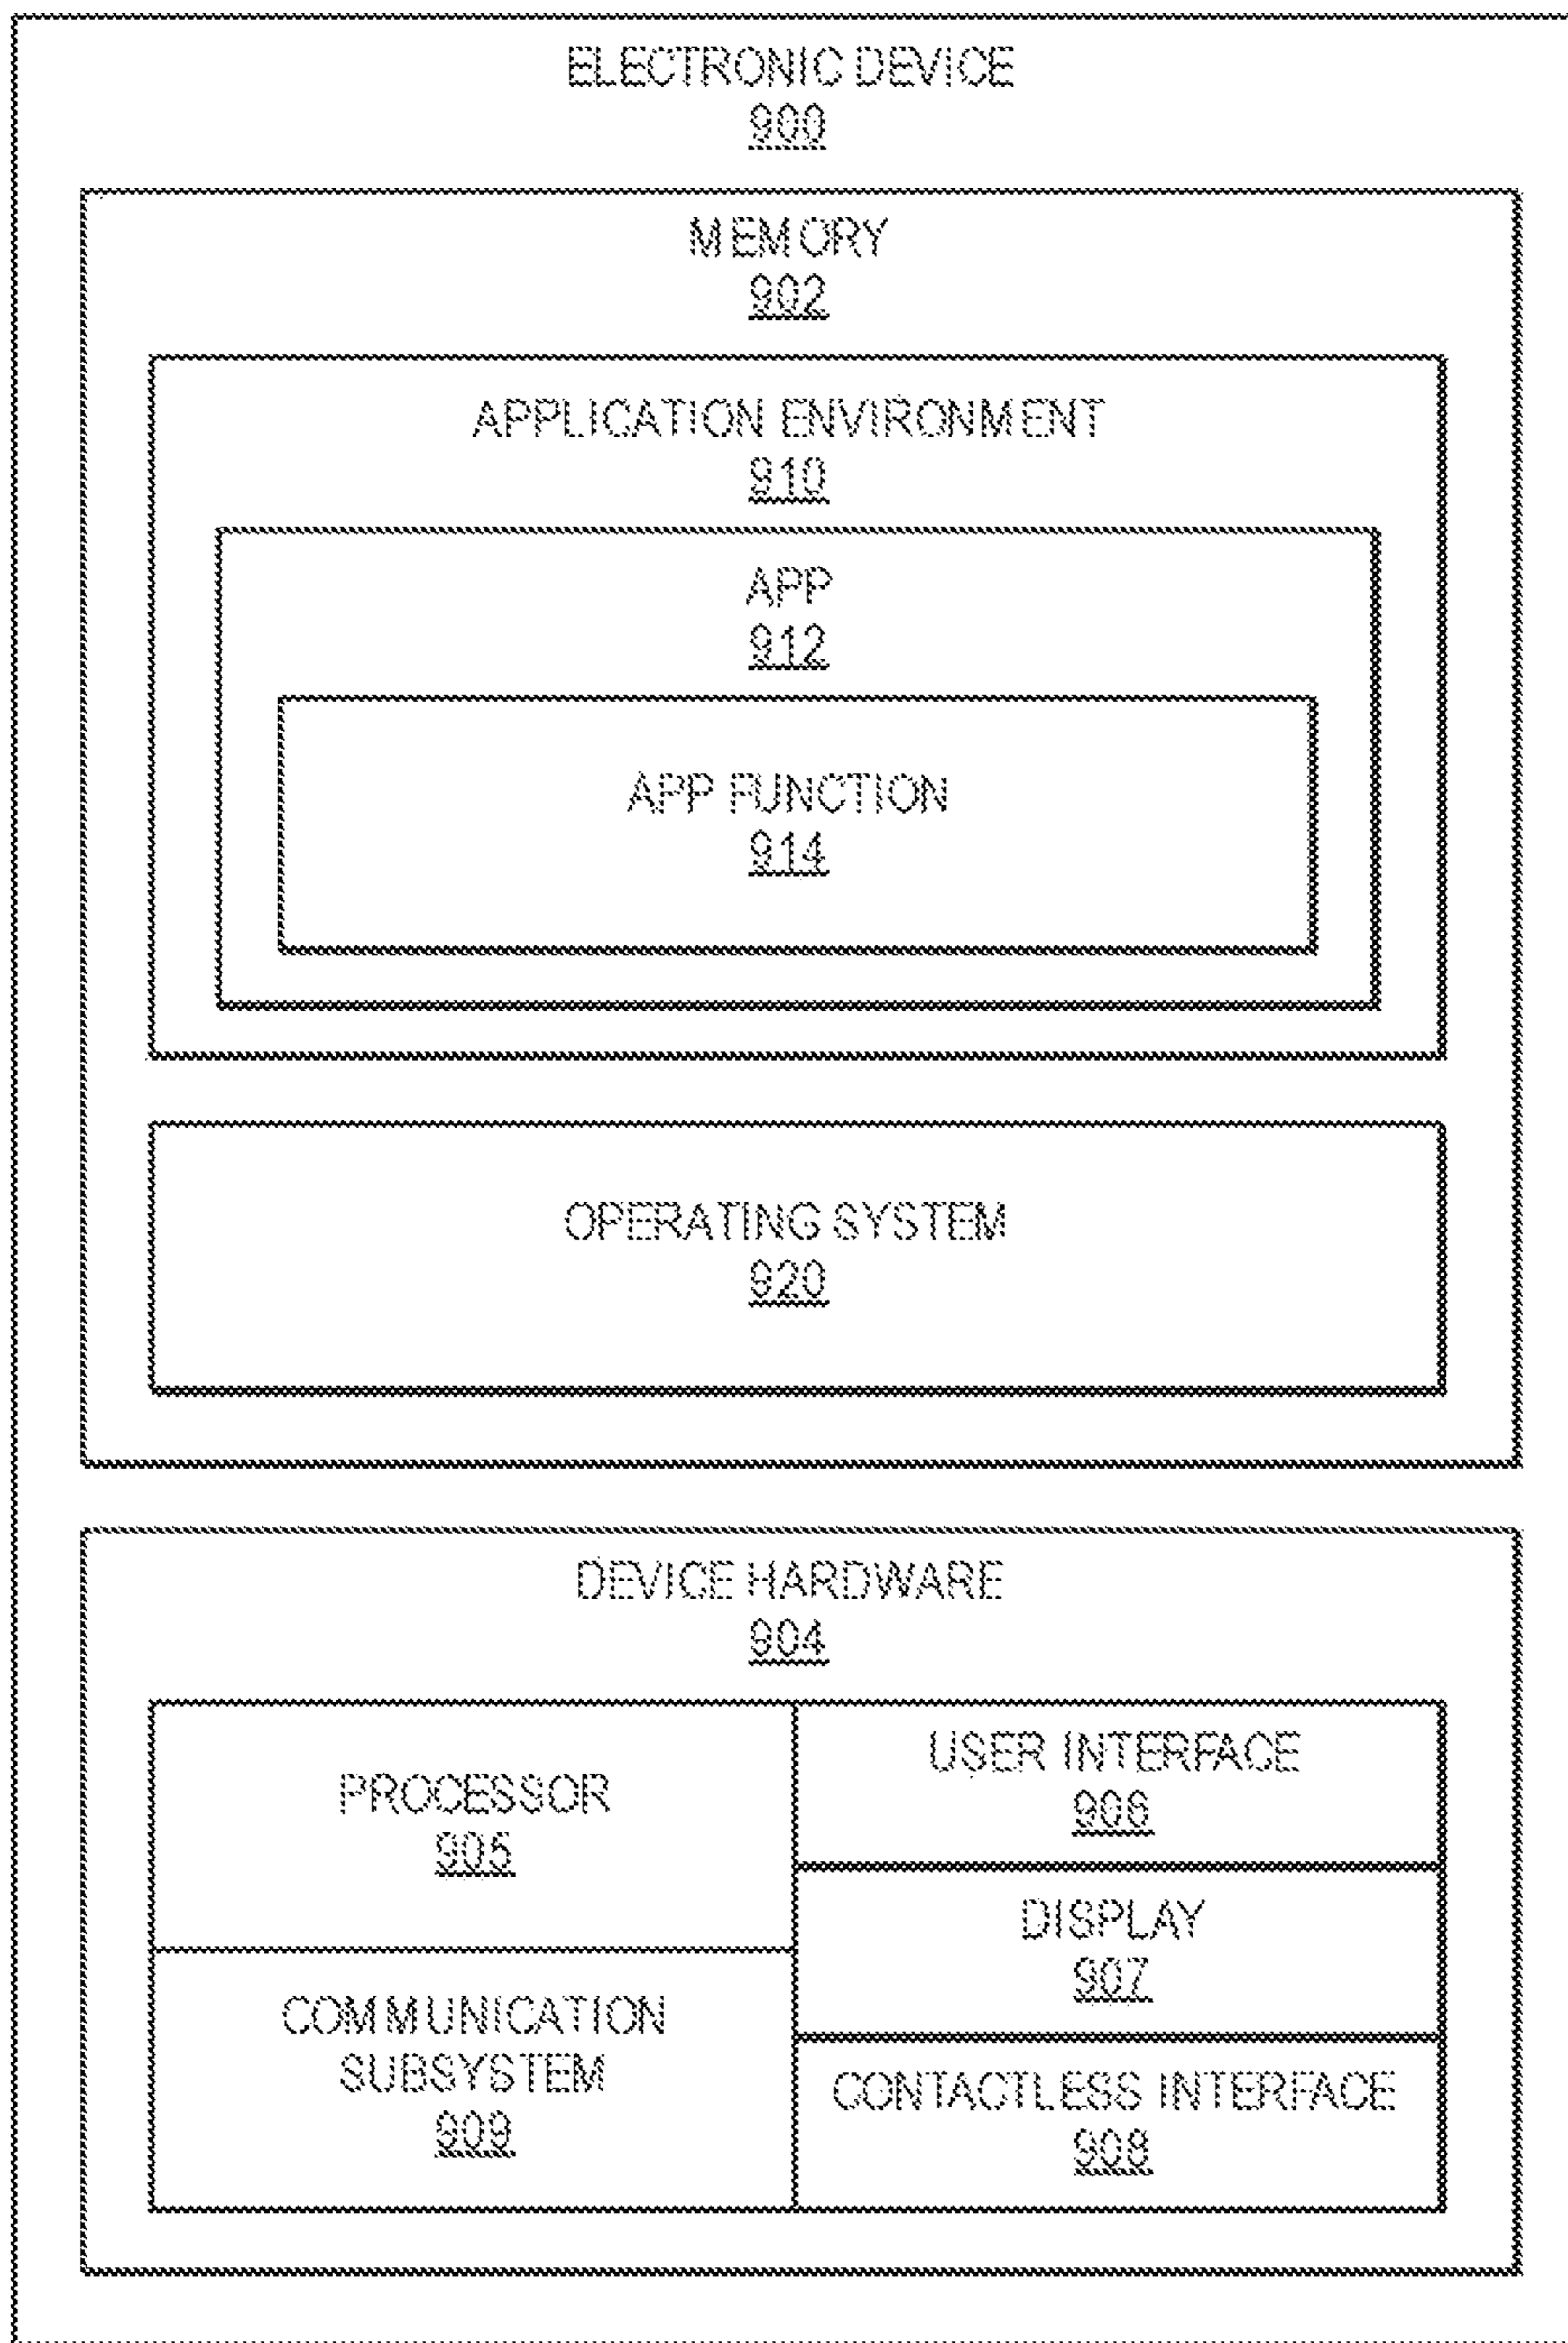 ELECTRONIC DEVICE
900
MEMORY
902
APPLICATION ENVIRONMENT
910
APP
912
APP FUNCTION
914
OPERATING SYSTEM
920
DEVICE HARDWARE
904
PROCESSOR
905
COMMUNICATION
SUBSYSTEM
909
USER INTERFACE
906
DISPLAY
907
CONTACTLESS INTERFACE
908